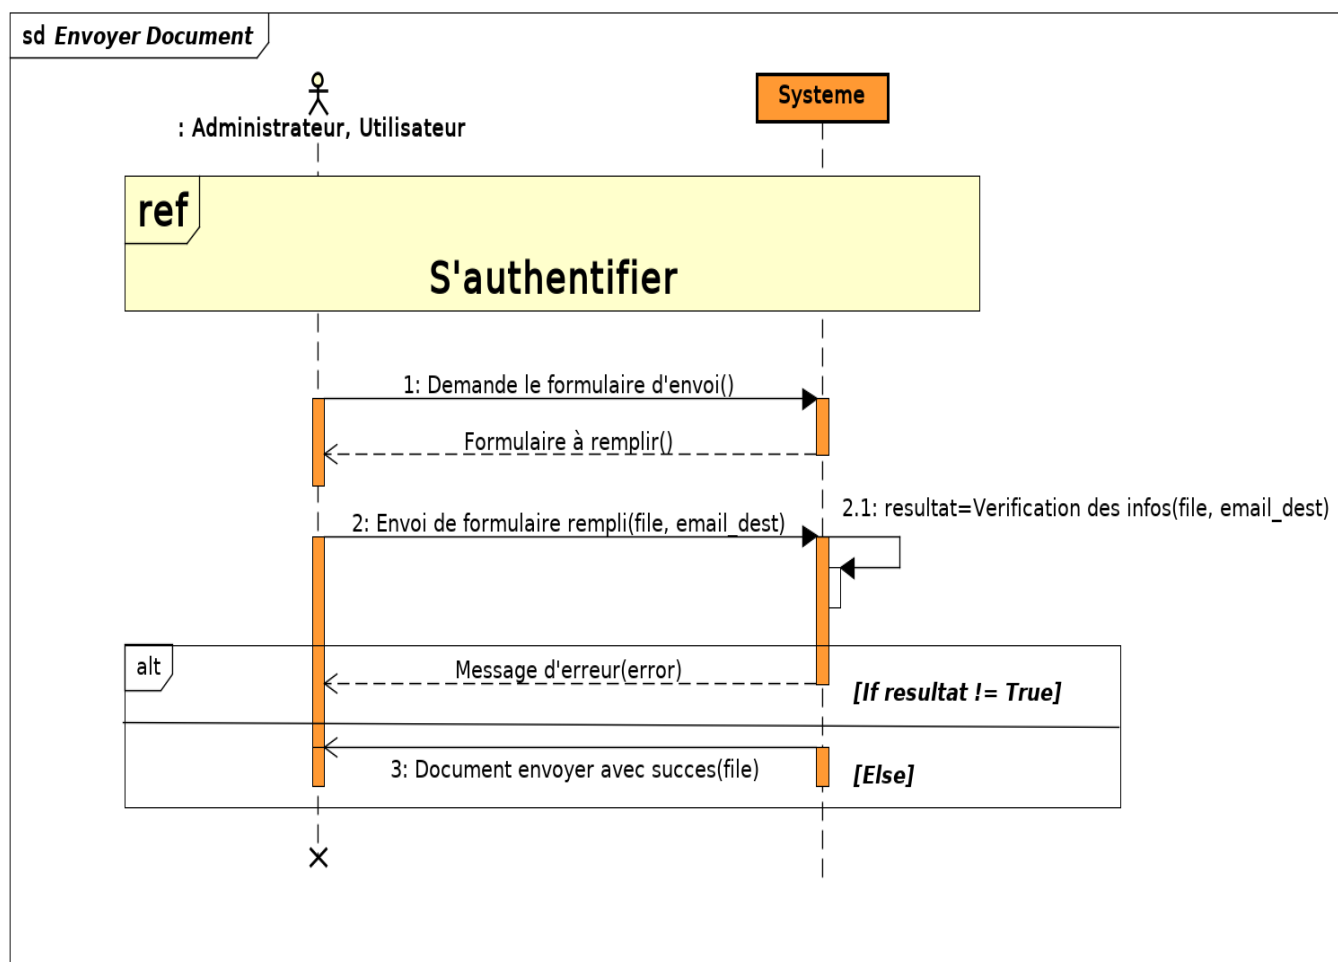 sd Envoyer Document
: Administrateur, Utilisateur
Systeme
ref
S'authentifier
1: Demande le formulaire d'envoi()
Formulaire à remplir()
2: Envoi de formulaire rempli(file, email_dest)
2.1: resultat=Verification des infos(file, email_dest)
alt
Message d'erreur(error)
[If resultat != True]
3: Document envoyer avec succes(file)
[Else]